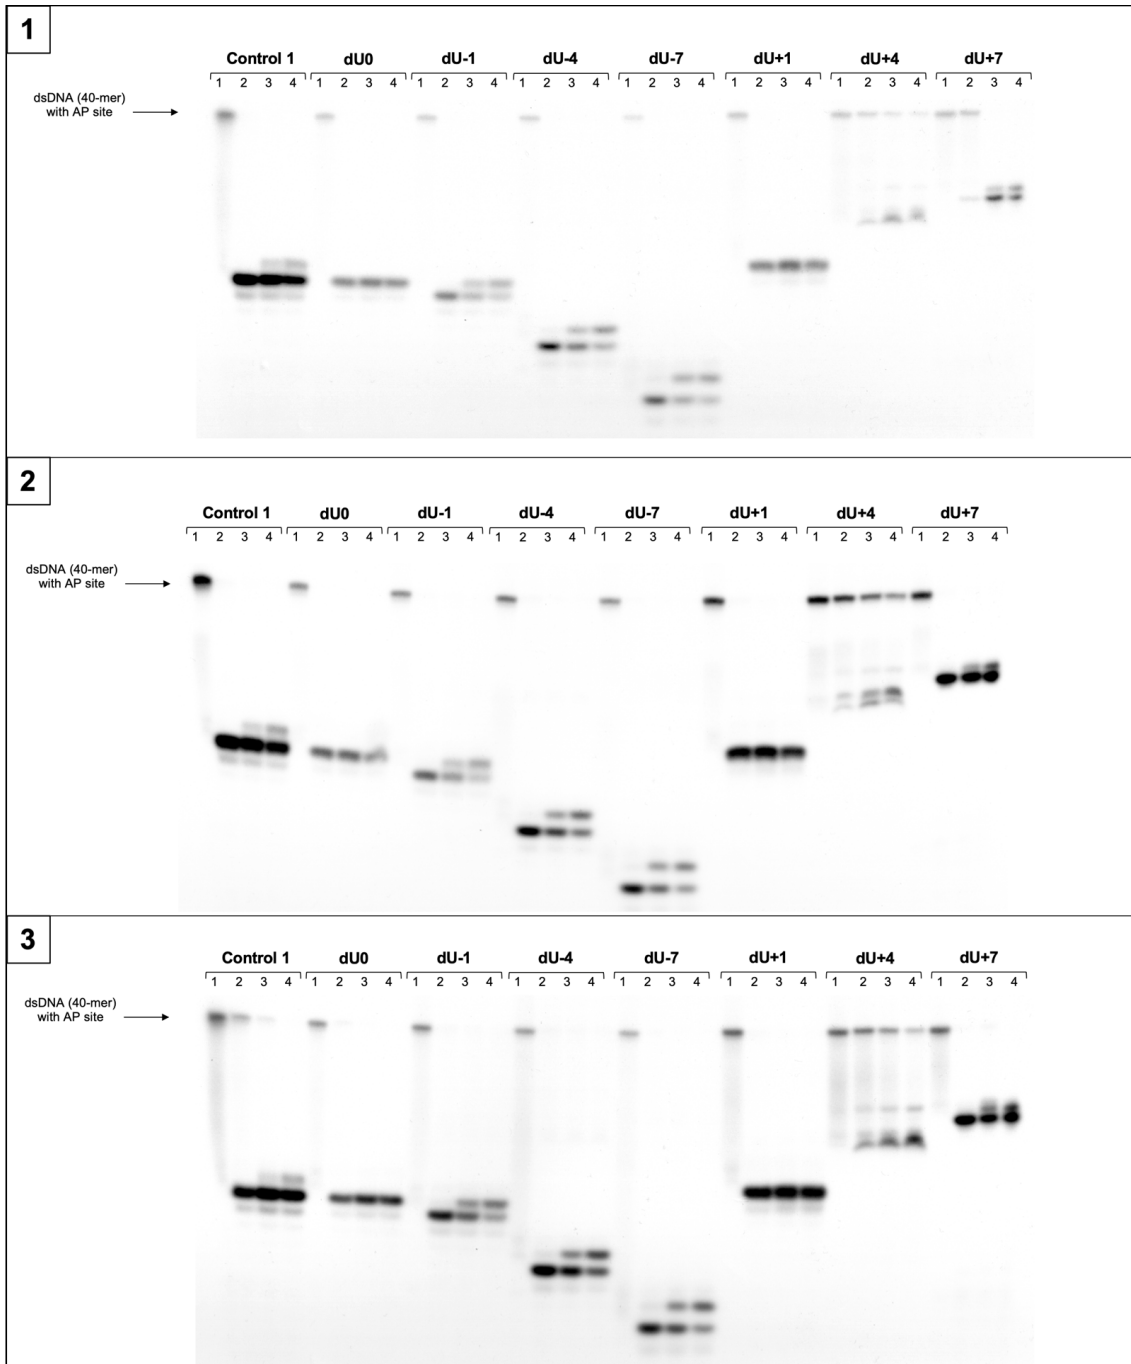 1
Control 1 dU0 dU-1 dU-4 dU-7 dU+1 dU+4 dU+7
1 2 3 4 1 2 3 4 1 2 3 4 1 2 3 4 1 2 3 4 1 2 3 4 1 2 3 4 1 2 3 4
dsDNA (40-mer)
with AP site
2
Control 1 dU0 dU-1 dU-4 dU-7 dU+1 dU+4 dU+7
1 2 3 4 1 2 3 4 1 2 3 4 1 2 3 4 1 2 3 4 1 2 3 4 1 2 3 4 1 2 3 4
dsDNA (40-mer)
with AP site
3
Control 1 dU0 dU-1 dU-4 dU-7 dU+1 dU+4 dU+7
1 2 3 4 1 2 3 4 1 2 3 4 1 2 3 4 1 2 3 4 1 2 3 4 1 2 3 4 1 2 3 4
dsDNA (40-mer)
with AP site